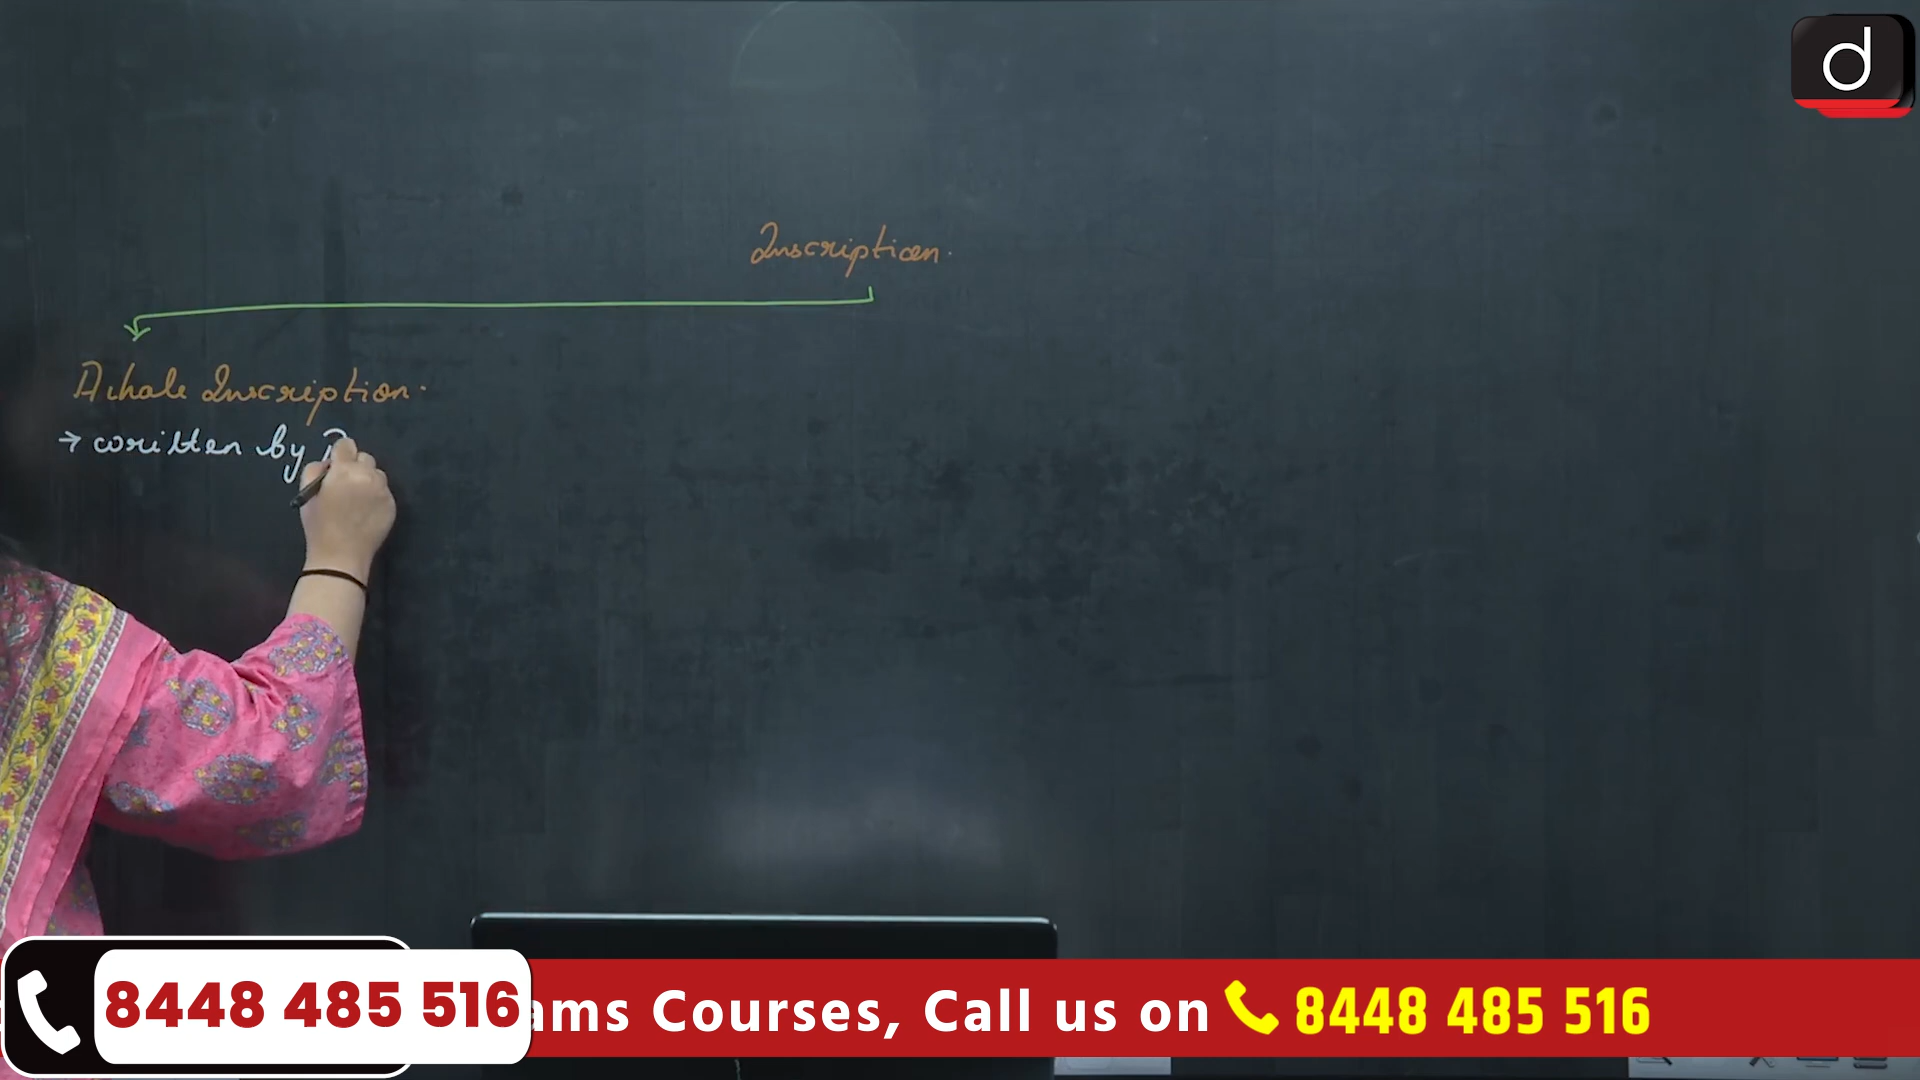 d
Inscription.
Aihole Inscription.
→ written by
8448 485 516
ams Courses, Call us on 8448 485 516